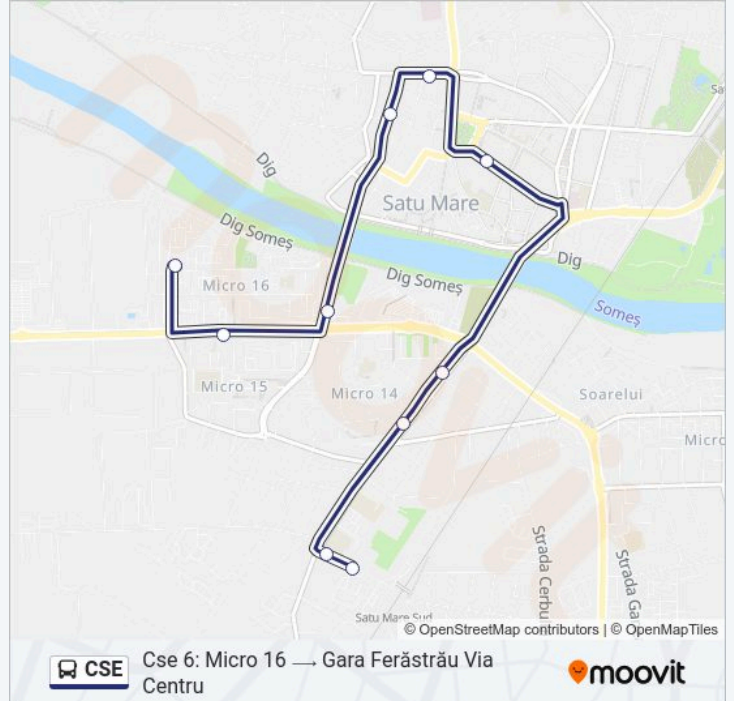 Sa
Dig
Satu Mare
Dig Someș
Dig
Micro 16
Dig Someș
Someș
Micro 15
Micro 14
Soarelui
Micro
Strada Cerbu
Strada Ga
Satu Mare Sud
© OpenStreetMap contributors | © OpenMapTiles
CSE
Cse 6: Micro 16 → Gara Ferăstrău Via
Centru
moovit